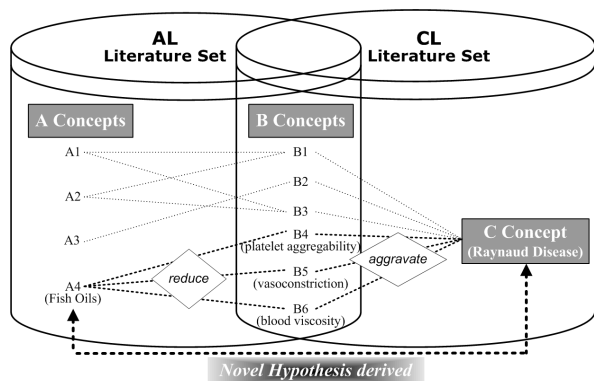 AL
Literature Set
CL
Literature Set
A Concepts
B Concepts
A1
B1
B2
A2
B3
A3
B4
(platelet aggregability)
C Concept
(Raynaud Disease)
reduce
aggravate
B5
(vasoconstriction)
A4
(Fish Oils)
B6
(blood viscosity)
Novel Hypothesis derived